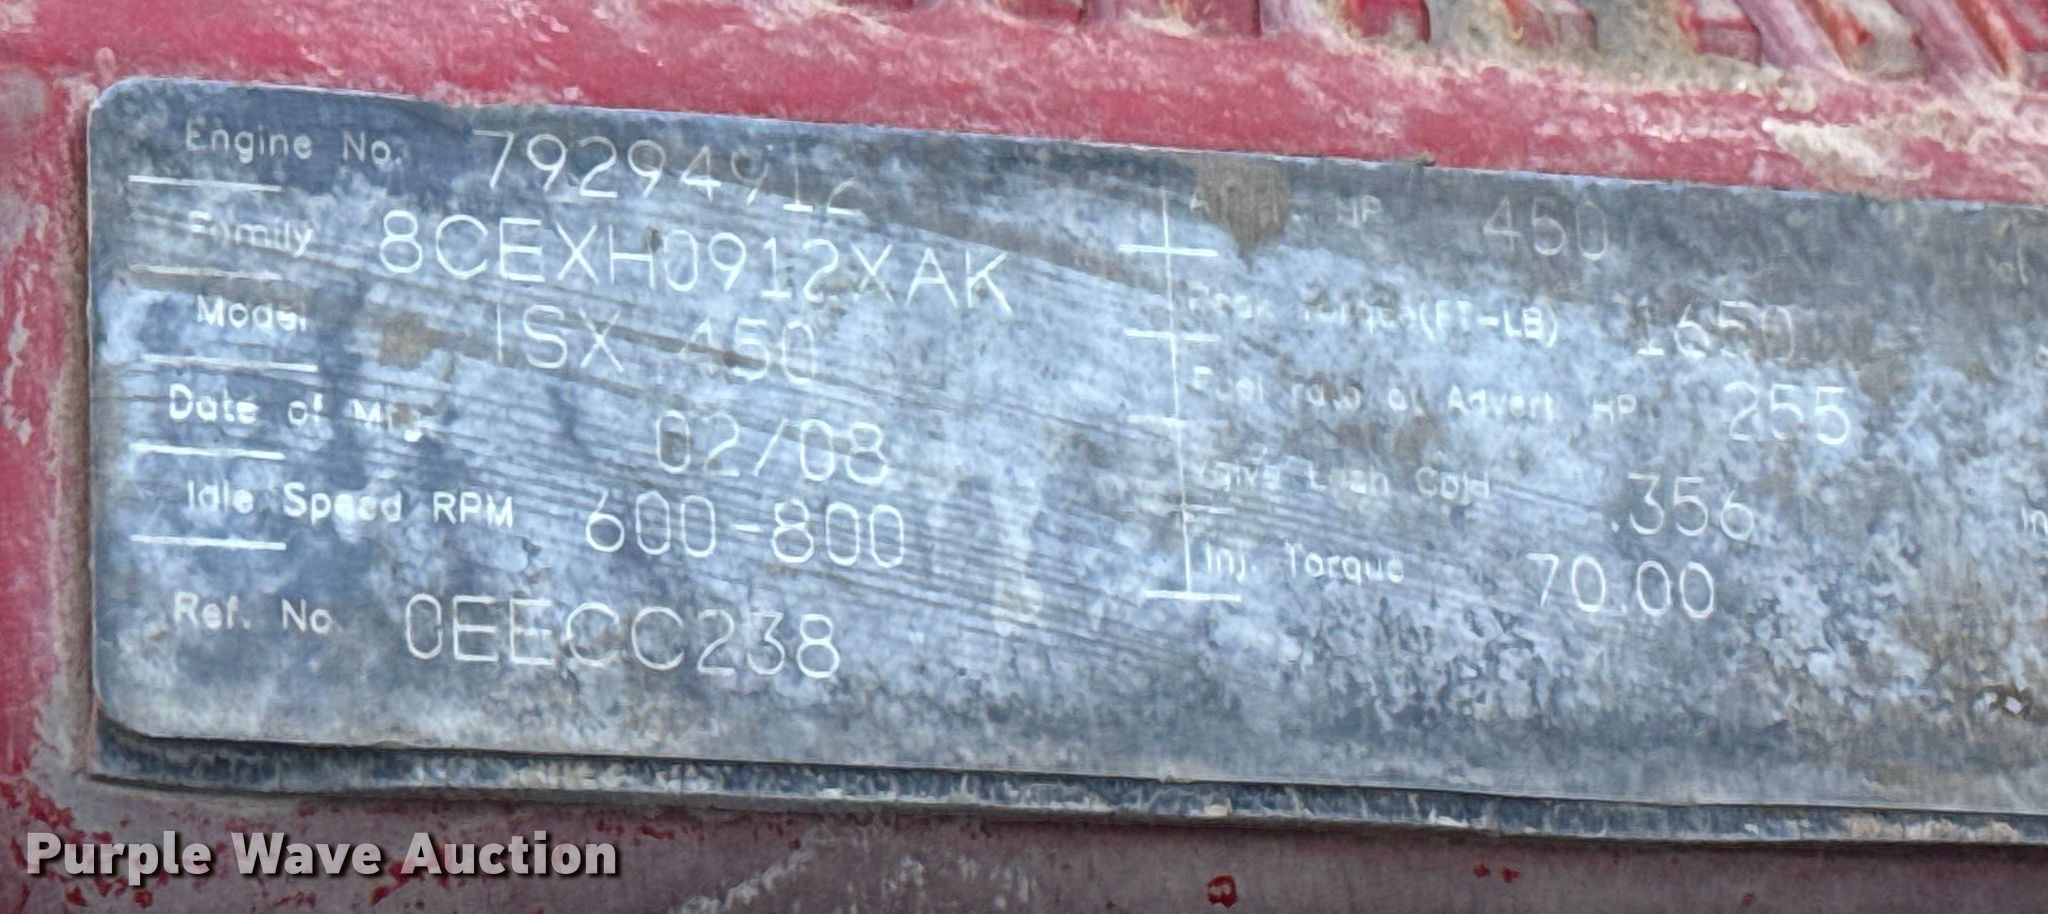 Engine No. 79294912
Family 8CEXH0912XAK
Model ISX 450
Date of Mfg. 02/08
Idle Speed RPM 600-800
Ref. No. 0EECC238
HP 450
Peak Torque(FT-LB) 1650
Fuel rate at Advert HP 255
Valve Lash Cold .356
Inj. Torque 70.00
Purple Wave Auction